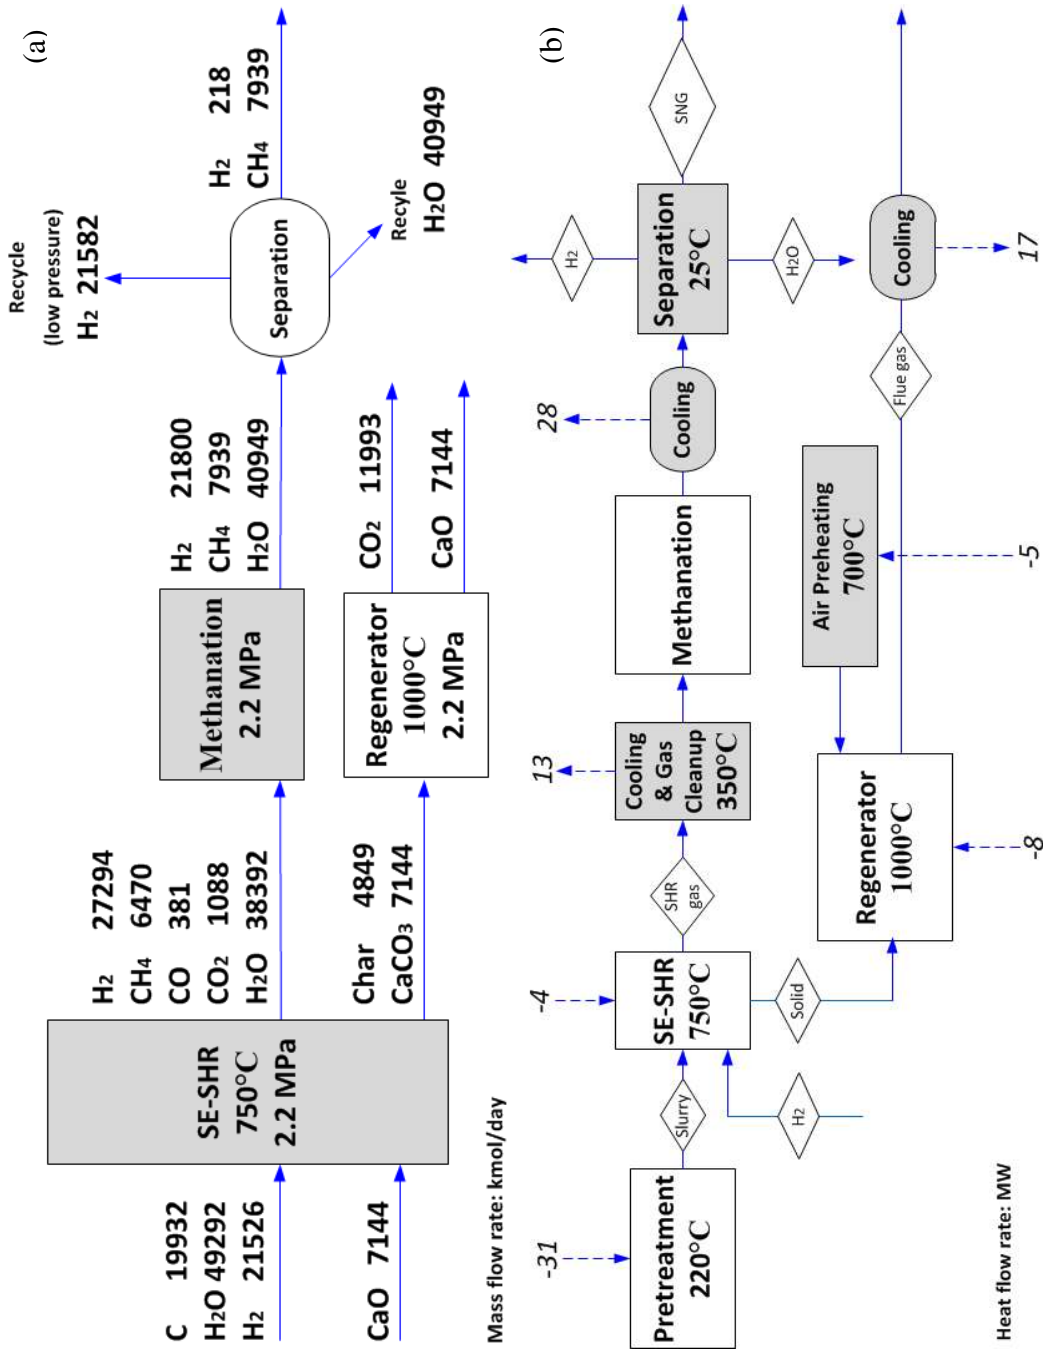 (a)
C 19932
H2O 49292
H2 21526
CaO 7144
SE-SHR
750°C
2.2 MPa
H2 27294
CH4 6470
CO 381
CO2 1088
H2O 38392
Char 4849
CaCO3 7144
Methanation
2.2 MPa
Regenerator
1000°C
2.2 MPa
H2 21800
CH4 7939
H2O 40949
CO2 11993
CaO 7144
Separation
Recycle
(low pressure)
H2 21582
H2 218
CH4 7939
Recyle
H2O 40949
Mass flow rate: kmol/day
(b)
-31
Pretreatment
220°C
Slurry
H2
-4
SE-SHR
750°C
Solid
SHR
gas
13
Cooling
& Gas
Cleanup
350°C
Methanation
28
Cooling
Separation
25°C
H2
H2O
SNG
Regenerator
1000°C
-8
Air Preheating
700°C
-5
Flue gas
Cooling
17
Heat flow rate: MW